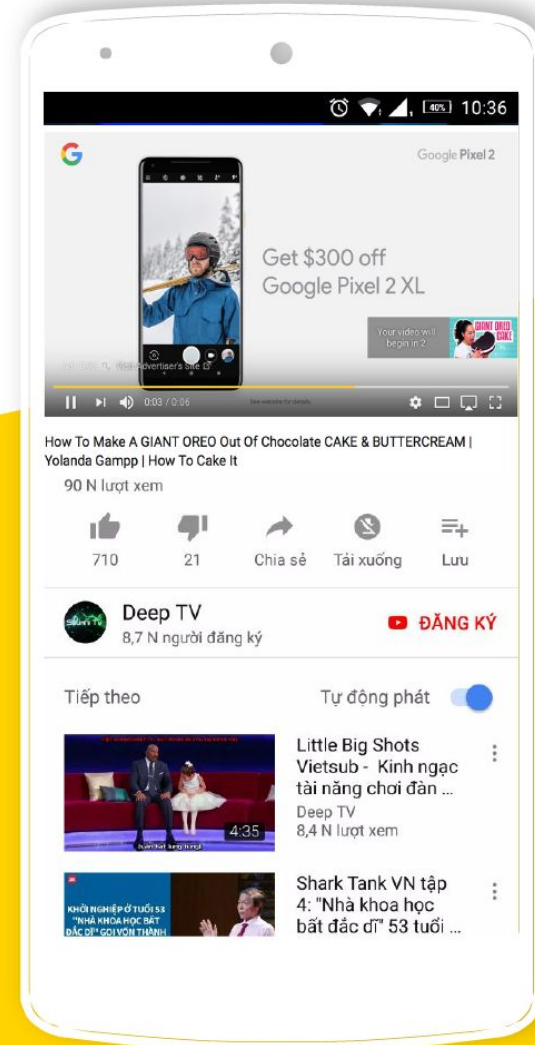 40% 10:36
G
Google Pixel 2
Get $300 off
Google Pixel 2 XL
Your video will
begin in 2
GIANT OREO
CAKE
Advertiser's Site
0:03 / 0:06
See website for details.
How To Make A GIANT OREO Out Of Chocolate CAKE & BUTTERCREAM |
Yolanda Gampp | How To Cake It
90 N lượt xem
710
21
Chia sẻ
Tải xuống
Lưu
Deep TV
8,7 N người đăng ký
ĐĂNG KÝ
Tiếp theo
Tự động phát
4:35
Little Big Shots
Vietsub - Kinh ngạc
tài năng chơi đàn ...
Deep TV
8,4 N lượt xem
KHỞI NGHIỆP Ở TUỔI 53
"NHÀ KHOA HỌC BẤT
ĐẮC DĨ" GỌI VỐN THÀNH
Shark Tank VN tập
4: "Nhà khoa học
bất đắc dĩ" 53 tuổi ...